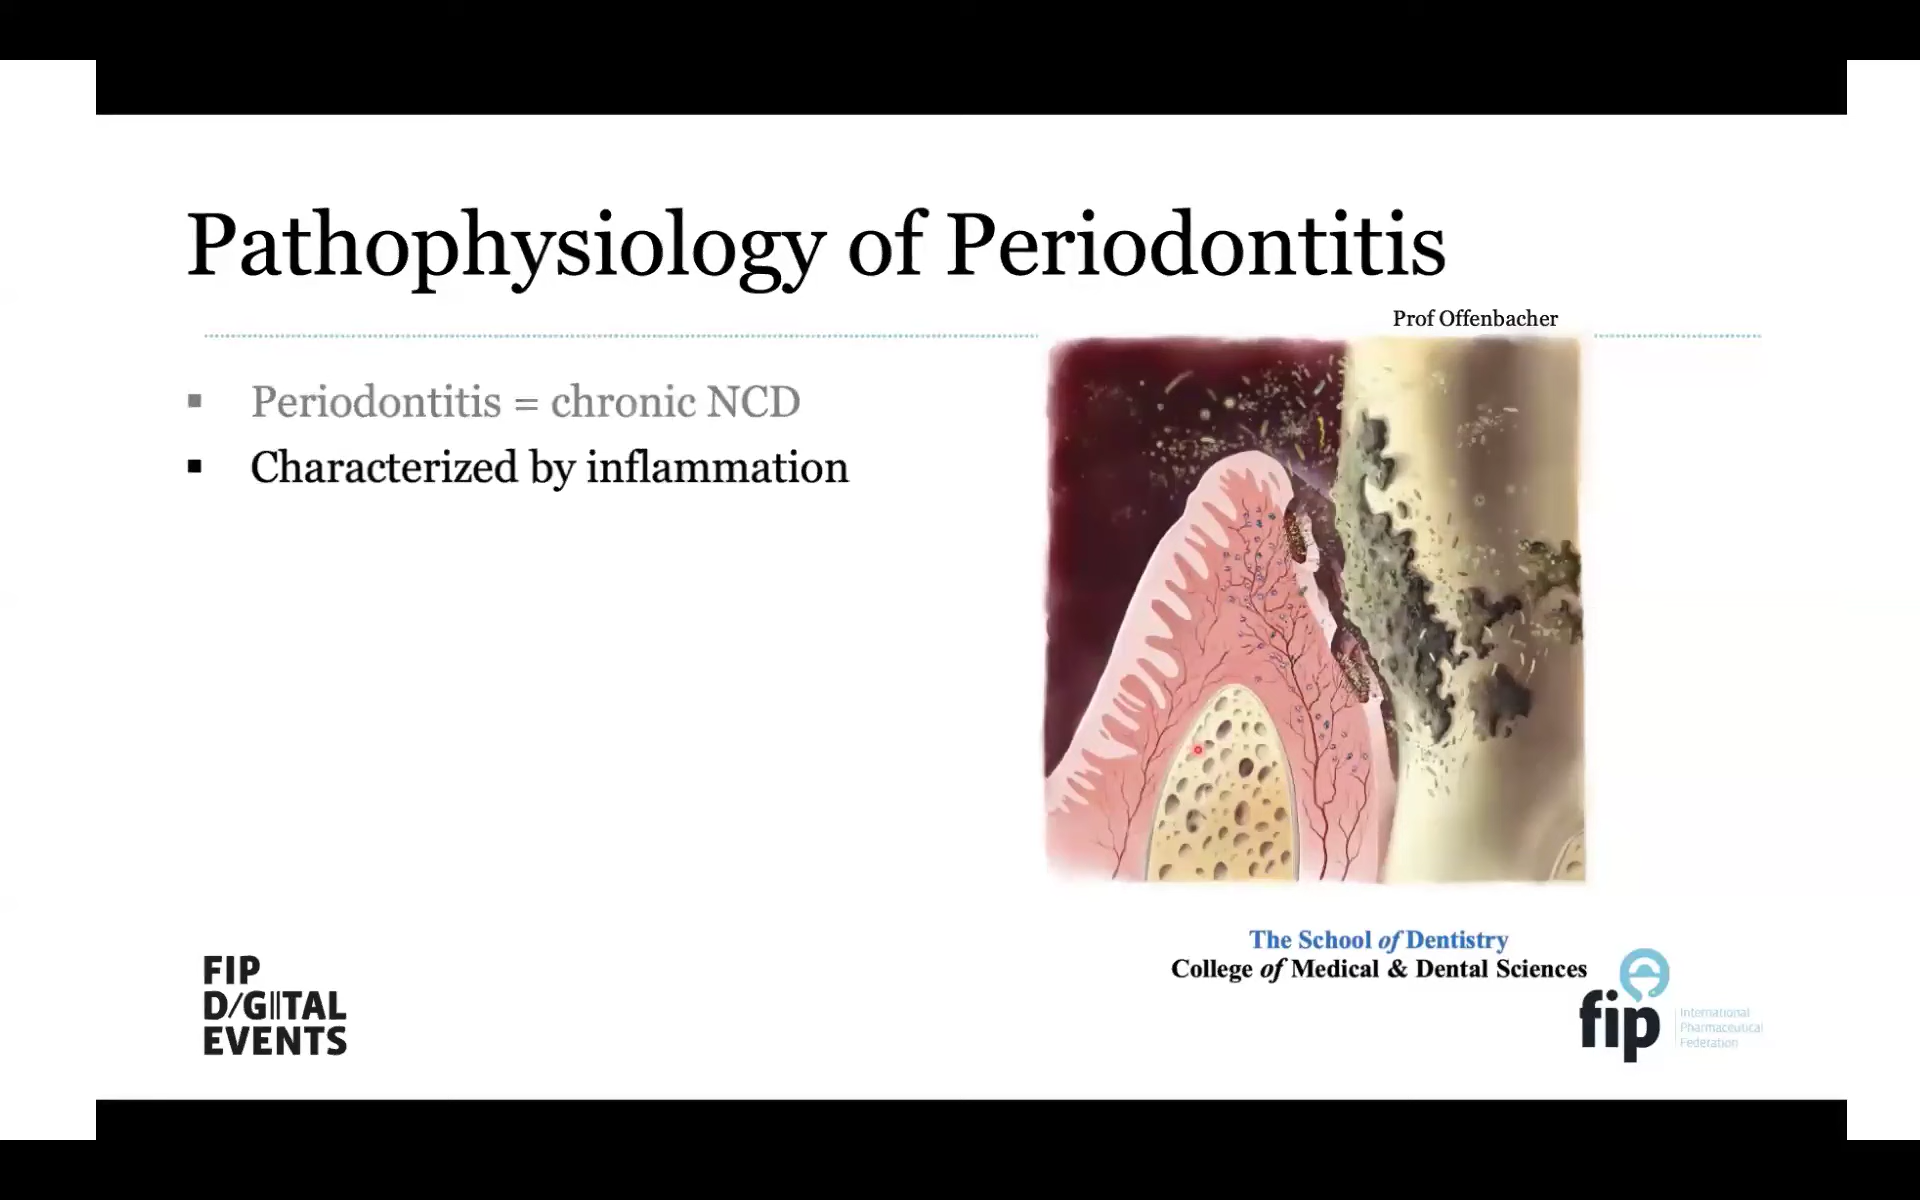 Pathophysiology of Periodontitis
Prof Offenbacher
▪ Periodontitis = chronic NCD
▪ Characterized by inflammation
The School of Dentistry
College of Medical & Dental Sciences
FIP
D/GITAL
EVENTS
fip
International
Pharmaceutical
Federation